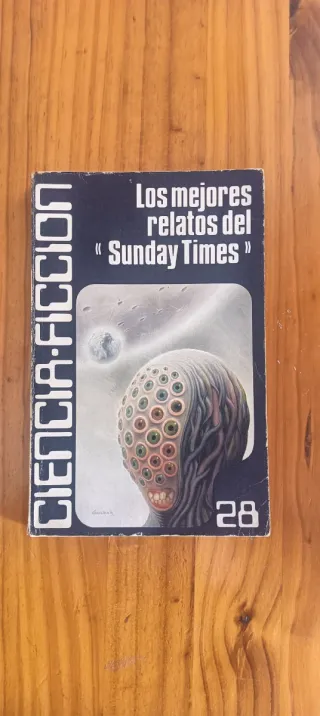 Los mejores
relatos del
« Sunday Times »
CIENCIA-FICCION
28